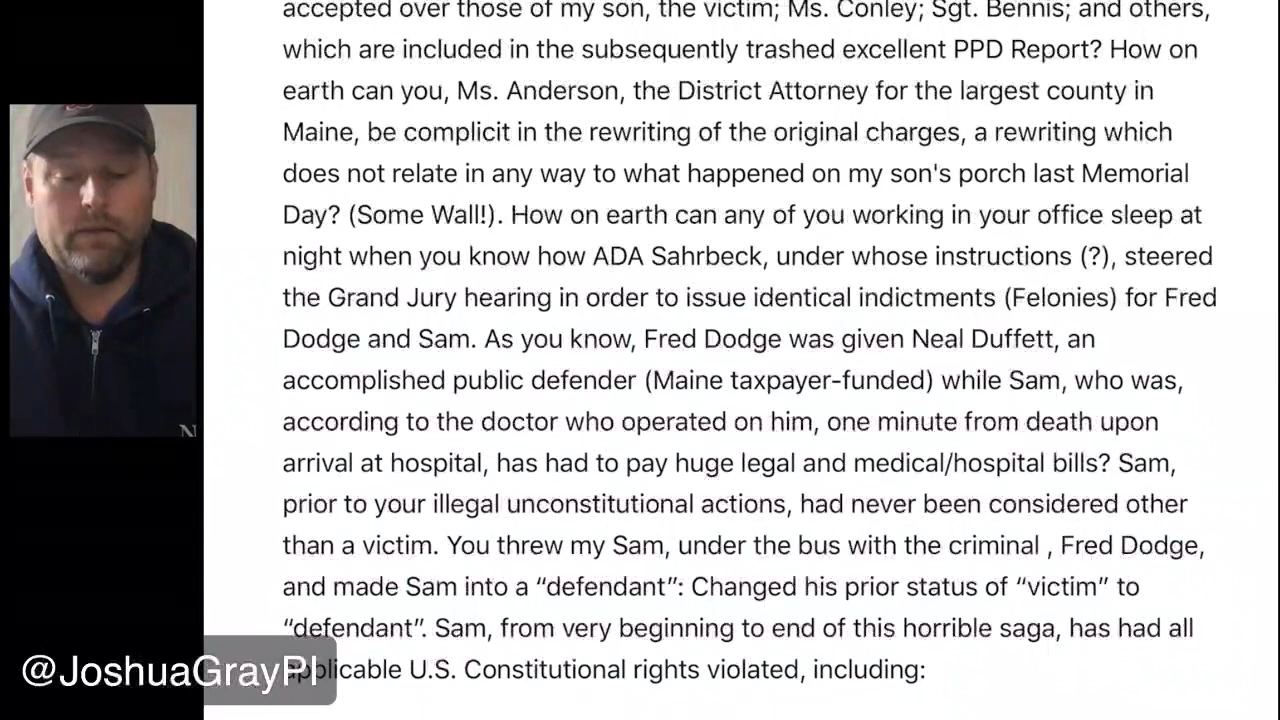 accepted over those of my son, the victim; Ms. Conley; Sgt. Bennis; and others,
which are included in the subsequently trashed excellent PPD Report? How on
earth can you, Ms. Anderson, the District Attorney for the largest county in
Maine, be complicit in the rewriting of the original charges, a rewriting which
does not relate in any way to what happened on my son's porch last Memorial
Day? (Some Wall!). How on earth can any of you working in your office sleep at
night when you know how ADA Sahrbeck, under whose instructions (?), steered
the Grand Jury hearing in order to issue identical indictments (Felonies) for Fred
Dodge and Sam. As you know, Fred Dodge was given Neal Duffett, an
accomplished public defender (Maine taxpayer-funded) while Sam, who was,
according to the doctor who operated on him, one minute from death upon
arrival at hospital, has had to pay huge legal and medical/hospital bills? Sam,
prior to your illegal unconstitutional actions, had never been considered other
than a victim. You threw my Sam, under the bus with the criminal , Fred Dodge,
and made Sam into a “defendant”: Changed his prior status of “victim” to
“defendant”. Sam, from very beginning to end of this horrible saga, has had all
applicable U.S. Constitutional rights violated, including:
@JoshuaGrayPI
N